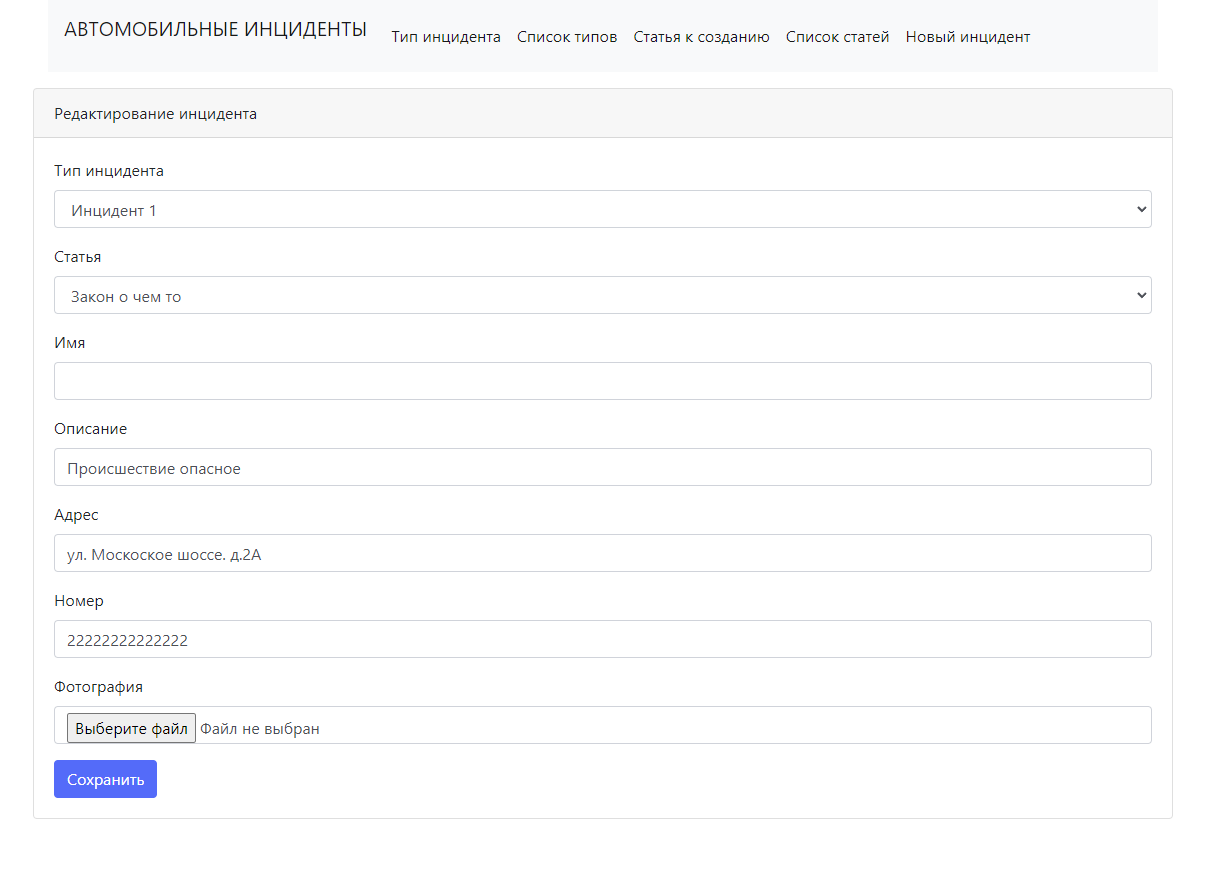 АВТОМОБИЛЬНЫЕ ИНЦИДЕНТЫ Тип инцидента Список типов Статья к созданию Список статей Новый инцидент
Редактирование инцидента
Тип инцидента
Инцидент 1
Статья
Закон о чем то
Имя
Описание
Происшествие опасное
Адрес
ул. Москоское шоссе. д.2А
Номер
22222222222222
Фотография
Выберите файл Файл не выбран
Сохранить